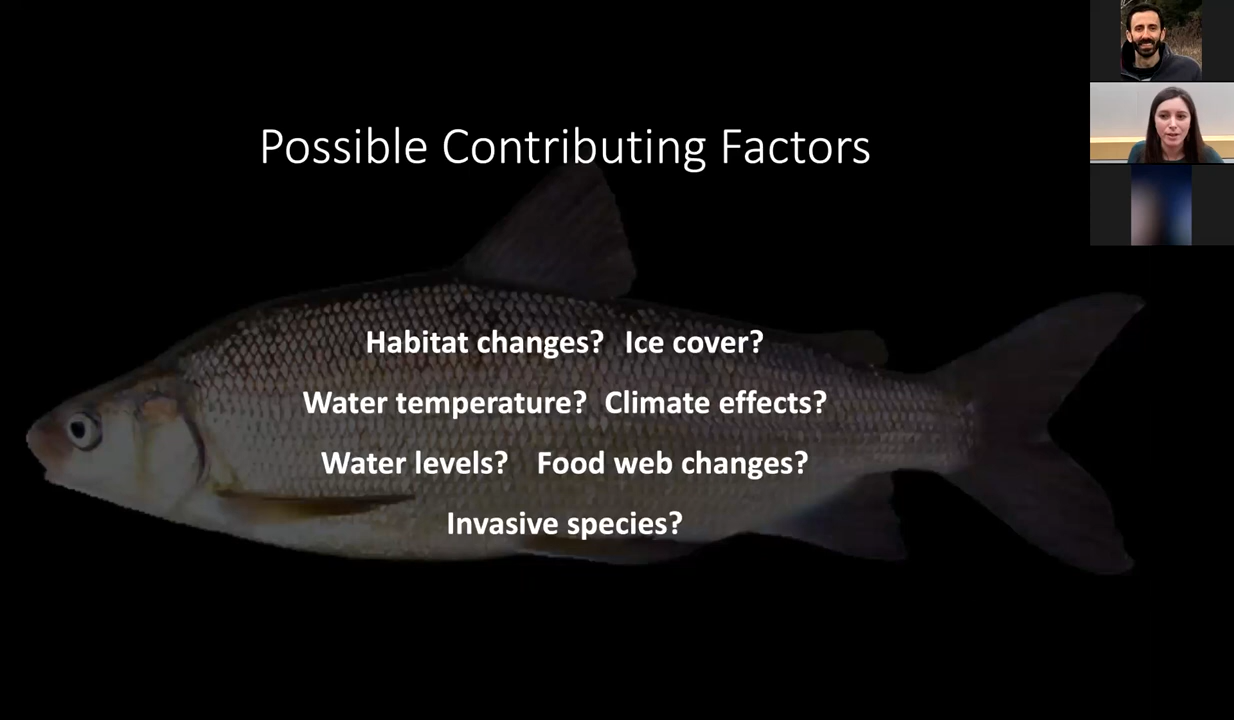 Possible Contributing Factors
Habitat changes? Ice cover?
Water temperature? Climate effects?
Water levels? Food web changes?
Invasive species?